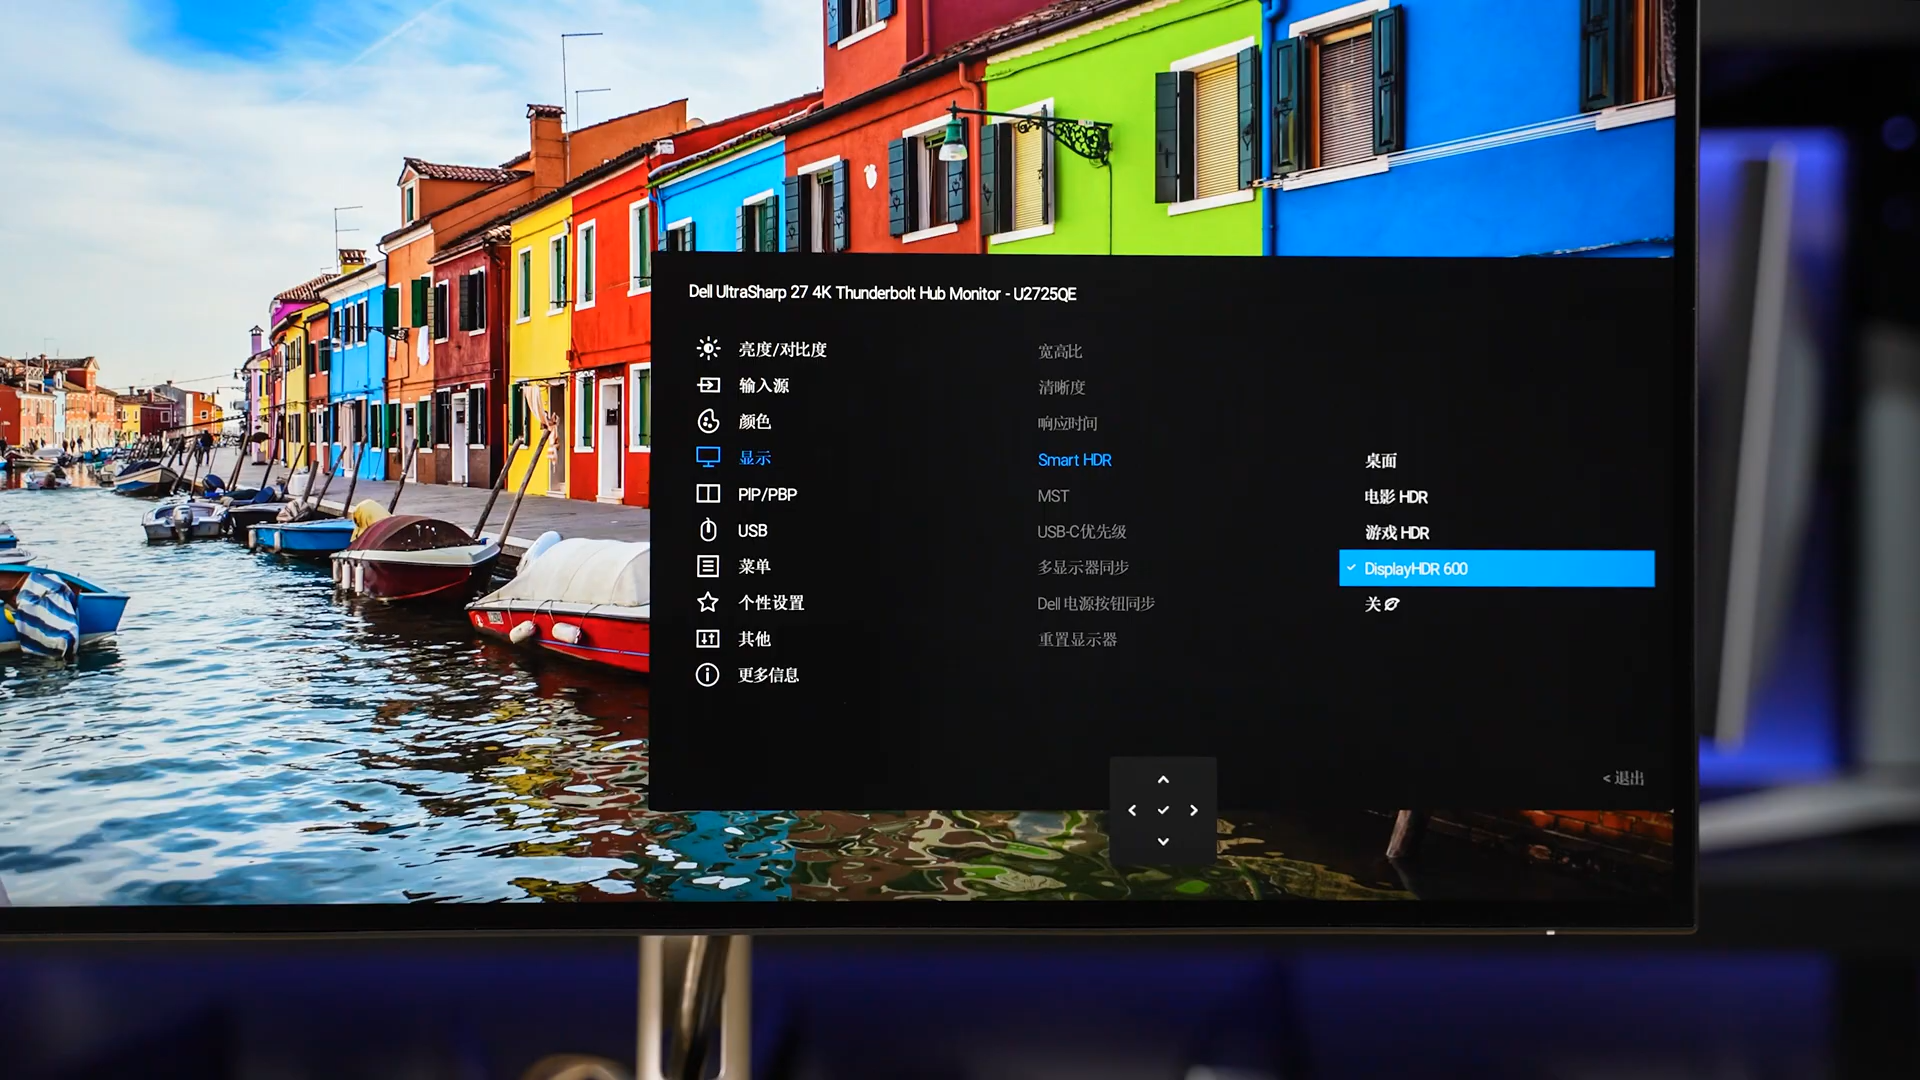 Dell UltraSharp 27 4K Thunderbolt Hub Monitor - U2725QE
亮度/对比度
输入源
颜色
显示
PIP/PBP
USB
菜单
个性设置
其他
更多信息
宽高比
清晰度
响应时间
Smart HDR
MST
USB-C优先级
多显示器同步
Dell 电源按钮同步
重置显示器
桌面
电影 HDR
游戏 HDR
DisplayHDR 600
关
< 退出